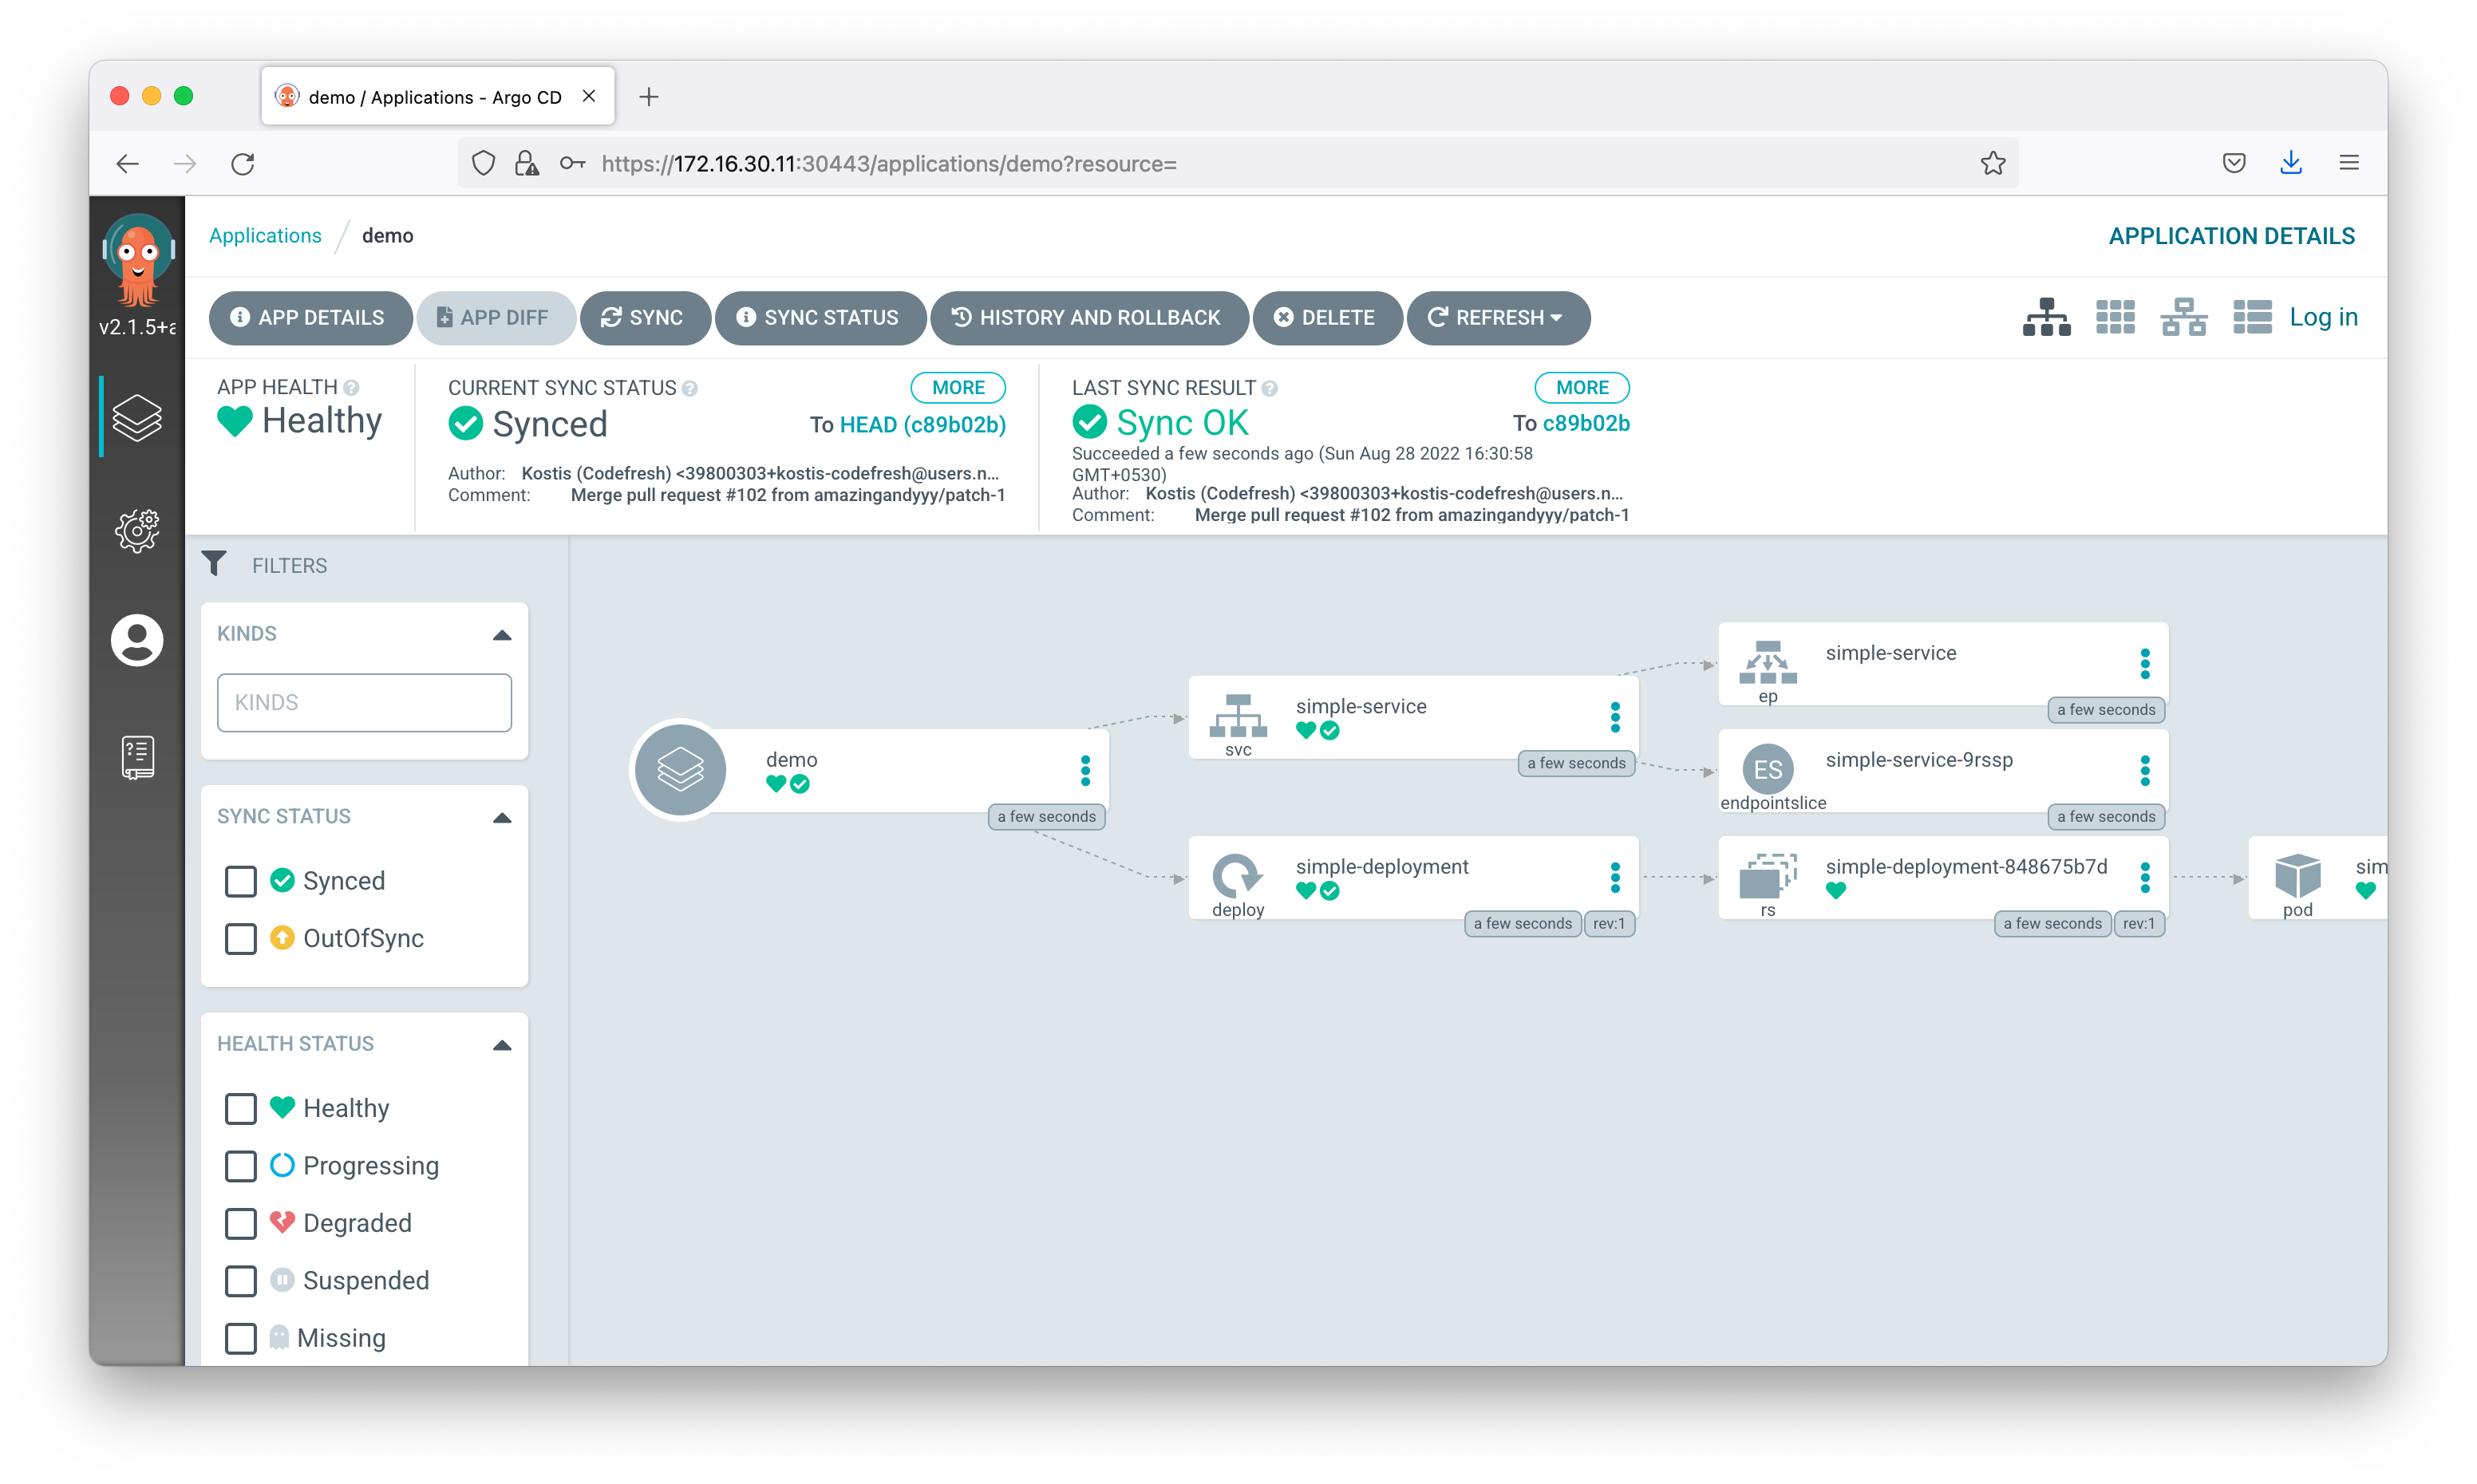 demo / Applications - Argo CD
https://172.16.30.11:30443/applications/demo?resource=
v2.1.5+a
Applications / demo
APPLICATION DETAILS
APP DETAILS
APP DIFF
SYNC
SYNC STATUS
HISTORY AND ROLLBACK
DELETE
REFRESH
Log in
APP HEALTH
Healthy
CURRENT SYNC STATUS
MORE
Synced
To HEAD (c89b02b)
Author: Kostis (Codefresh) <39800303+kostis-codefresh@users.n...
Comment: Merge pull request #102 from amazingandyyy/patch-1
LAST SYNC RESULT
MORE
Sync OK
To c89b02b
Succeeded a few seconds ago (Sun Aug 28 2022 16:30:58
GMT+0530)
Author: Kostis (Codefresh) <39800303+kostis-codefresh@users.n...
Comment: Merge pull request #102 from amazingandyyy/patch-1
FILTERS
KINDS
KINDS
SYNC STATUS
Synced
OutOfSync
HEALTH STATUS
Healthy
Progressing
Degraded
Suspended
Missing
demo
a few seconds
simple-service
svc
a few seconds
simple-deployment
deploy
a few seconds
rev:1
simple-service
ep
a few seconds
ES
simple-service-9rssp
endpointslice
a few seconds
simple-deployment-848675b7d
rs
a few seconds
rev:1
sim
pod